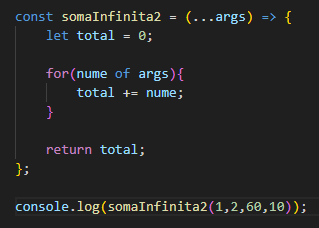 const somaInfinita2 = (...args) => {
    let total = 0;

    for(nume of args){
        total += nume;
    }

    return total;
};

console.log(somaInfinita2(1,2,60,10));